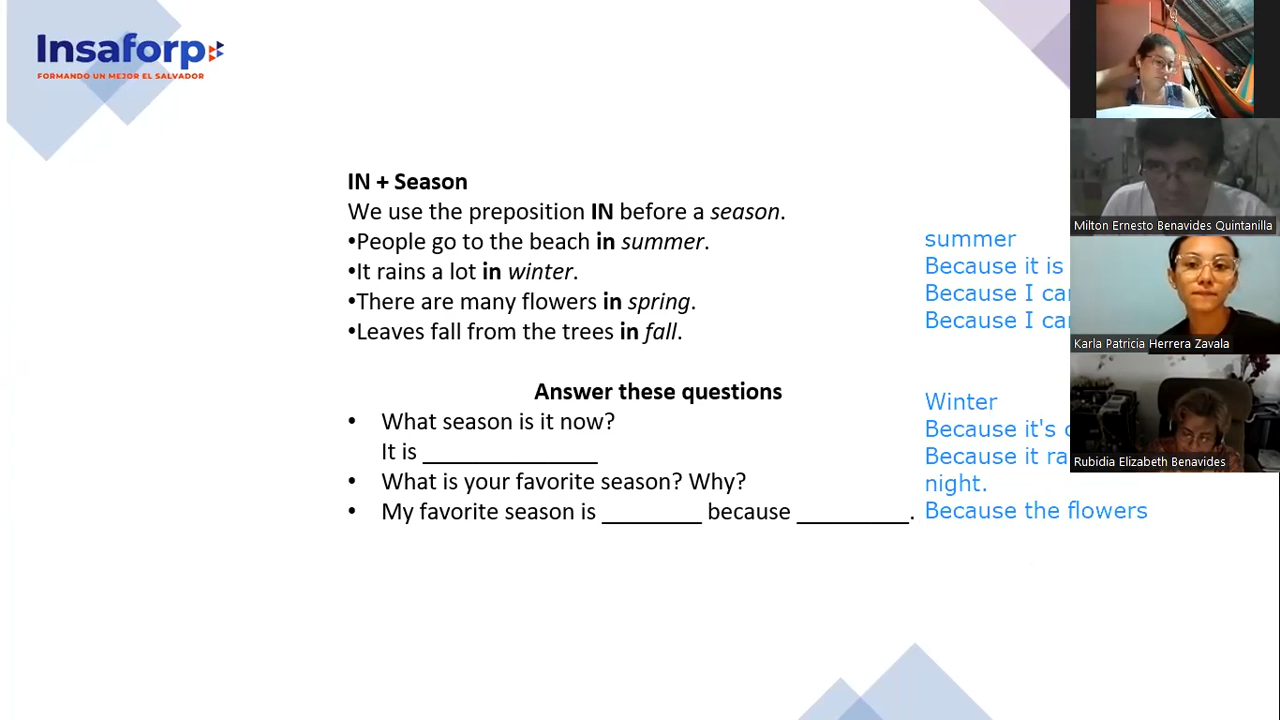 Insaforp
FORMANDO UN MEJOR EL SALVADOR
IN + Season
We use the preposition IN before a season.
•People go to the beach in summer.
•It rains a lot in winter.
•There are many flowers in spring.
•Leaves fall from the trees in fall.
Answer these questions
• What season is it now?
It is ______________
• What is your favorite season? Why?
• My favorite season is ________ because _________.
summer
Because it is
Because I
Because I
Winter
Because it's
Because it
night.
Because the flowers
Milton Ernesto Benavides Quintanilla
Karla Patricia Herrera Zavala
Rubidia Elizabeth Benavides